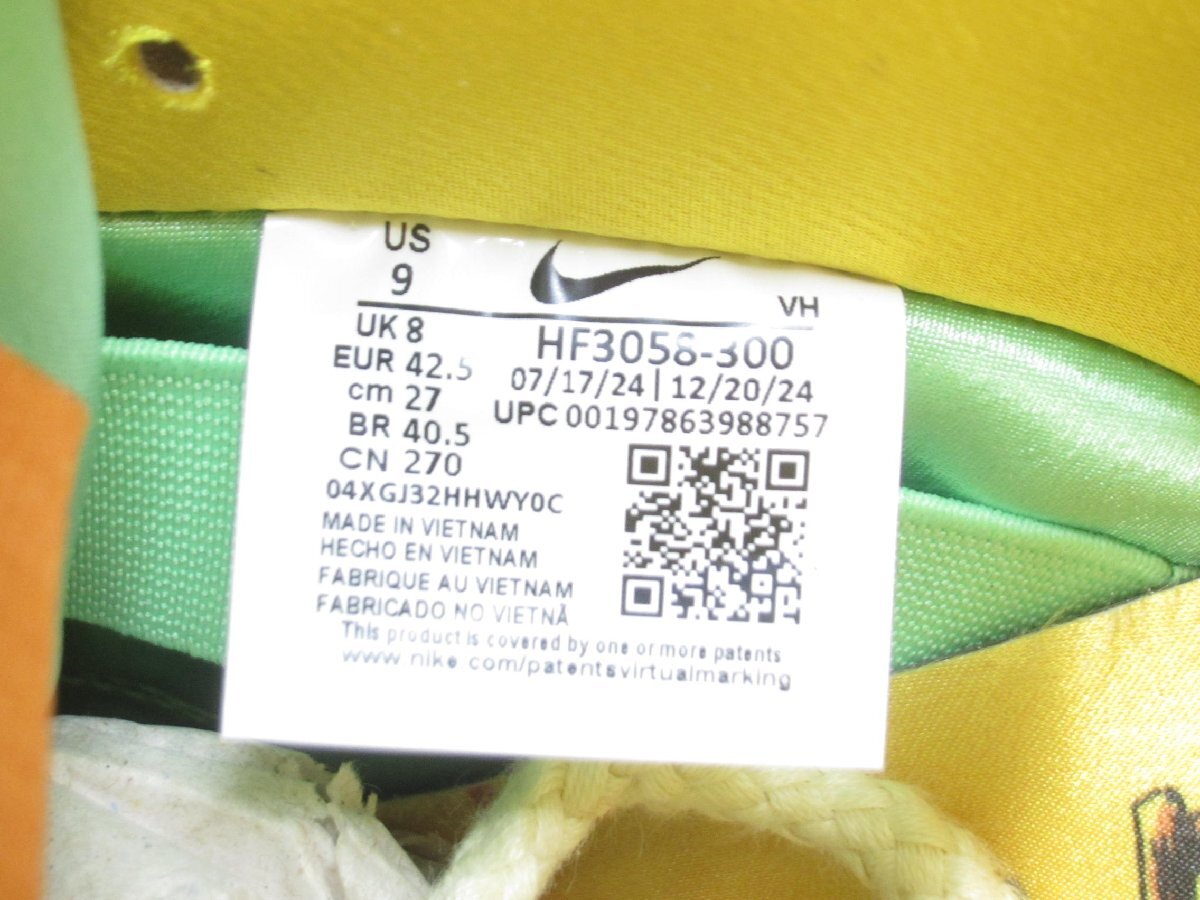 US
9
VH
UK 8
EUR 42.5
cm 27
BR 40.5
CN 270
HF3058-300
07/17/24 | 12/20/24
UPC 00197863988757
04XGJ32HHWY0C
MADE IN VIETNAM
HECHO EN VIETNAM
FABRIQUE AU VIETNAM
FABRICADO NO VIETNÃ
This product is covered by one or more patents
www.nike.com/patentsvirtualmarking